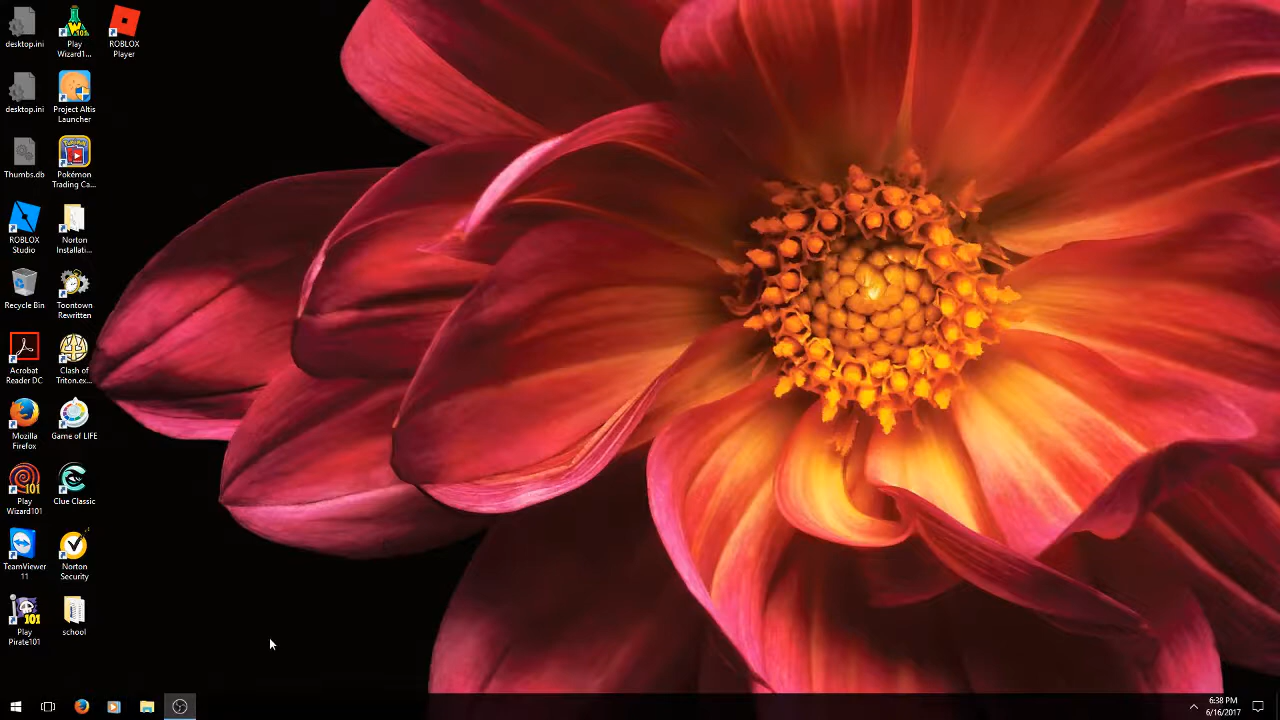 desktop.ini
Play
Wizard1...
ROBLOX
Player
desktop.ini
Project Altis
Launcher
Thumbs.db
Pokémon
Trading Ca...
ROBLOX
Studio
Norton
Installati...
Recycle Bin
Toontown
Rewritten
Acrobat
Reader DC
Clash of
Triton.ex...
Mozilla
Firefox
Game of LIFE
101
Play
Wizard101
Clue Classic
TeamViewer
11
Norton
Security
101
Play
Pirate101
school
6:38 PM
6/16/2017